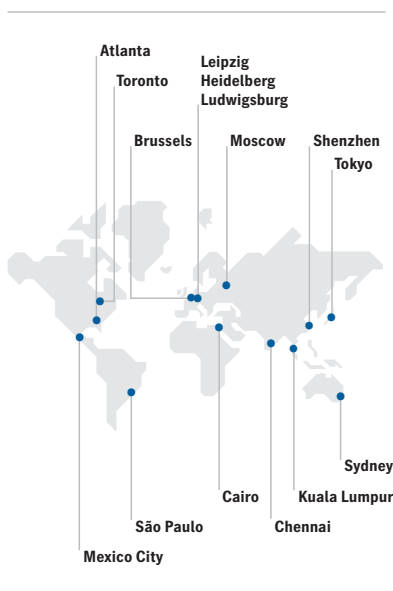 Atlanta
Toronto
Leipzig
Heidelberg
Ludwigsburg
Brussels
Moscow
Shenzhen
Tokyo
Sydney
Cairo
Kuala Lumpur
São Paulo
Chennai
Mexico City